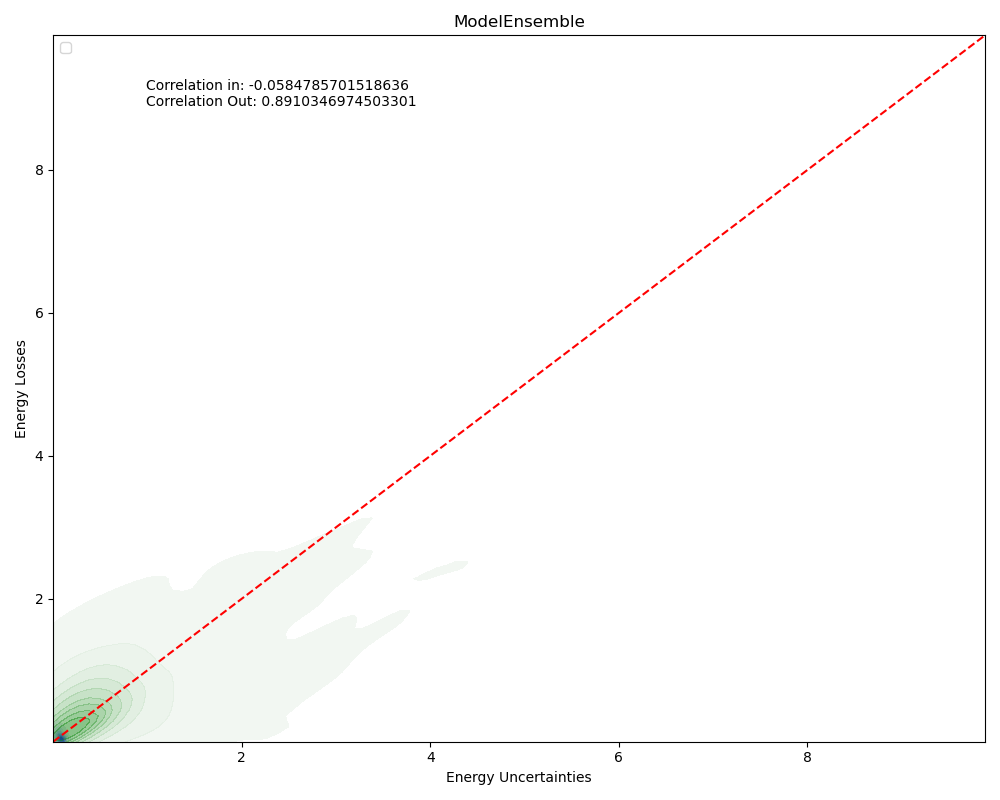 ModelEnsemble
Correlation in: -0.0584785701518636
Correlation Out: 0.8910346974503301
Energy Losses
8
6
4
2
2 4 6 8
Energy Uncertainties